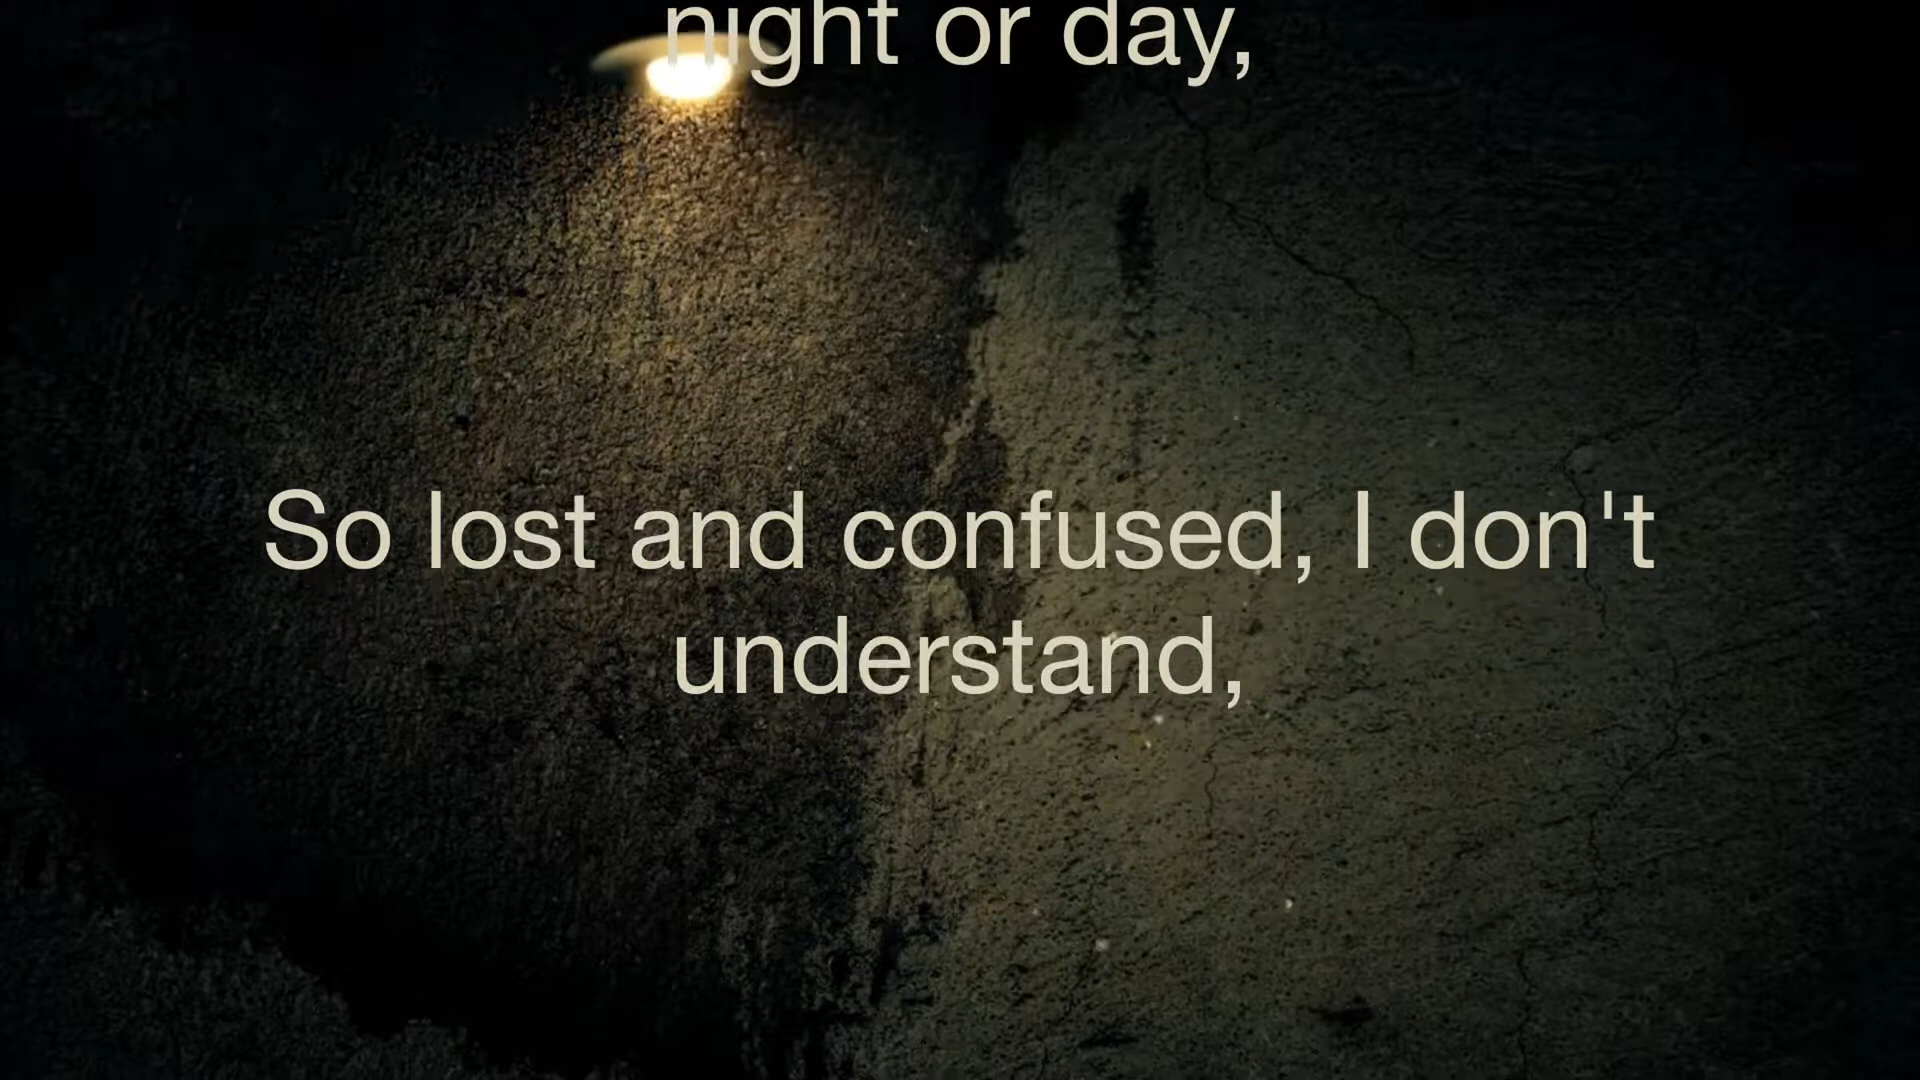 night or day,
So lost and confused, I don't
understand,